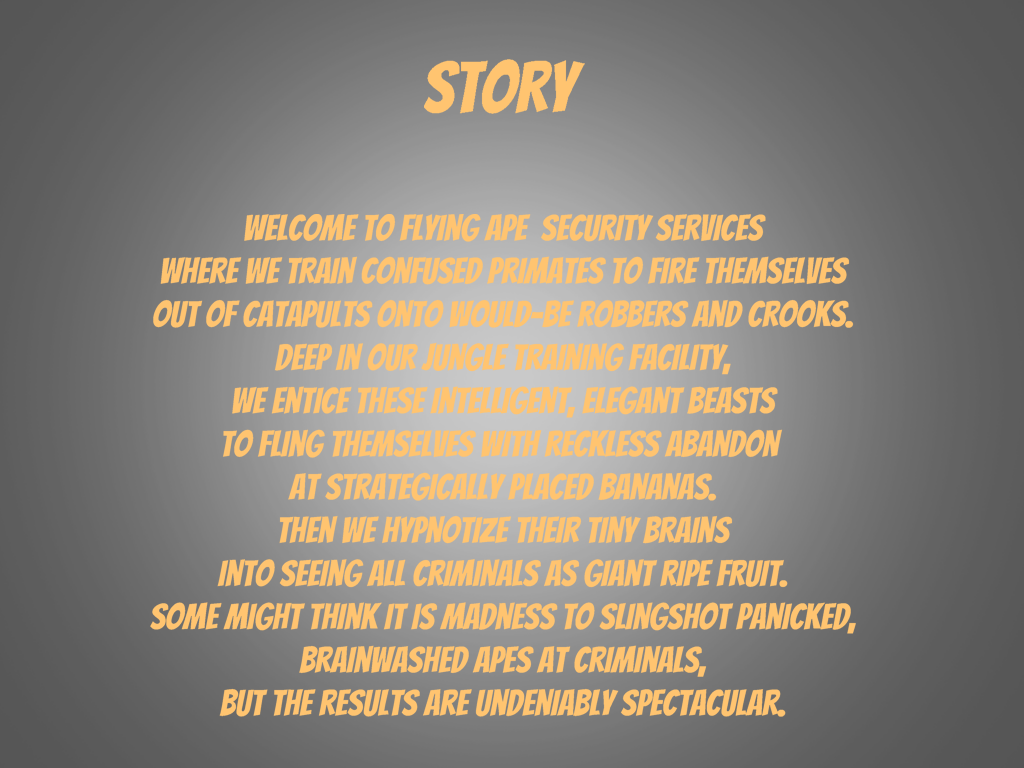 STORY
WELCOME TO FLYING APE  SECURITY SERVICES
WHERE WE TRAIN CONFUSED PRIMATES TO FIRE THEMSELVES
OUT OF CATAPULTS ONTO WOULD-BE ROBBERS AND CROOKS.
DEEP IN OUR JUNGLE TRAINING FACILITY,
WE ENTICE THESE INTELLIGENT, ELEGANT BEASTS
TO FLING THEMSELVES WITH RECKLESS ABANDON
AT STRATEGICALLY PLACED BANANAS.
THEN WE HYPNOTIZE THEIR TINY BRAINS
INTO SEEING ALL CRIMINALS AS GIANT RIPE FRUIT.
SOME MIGHT THINK IT IS MADNESS TO SLINGSHOT PANICKED,
BRAINWASHED APES AT CRIMINALS,
BUT THE RESULTS ARE UNDENIABLY SPECTACULAR.